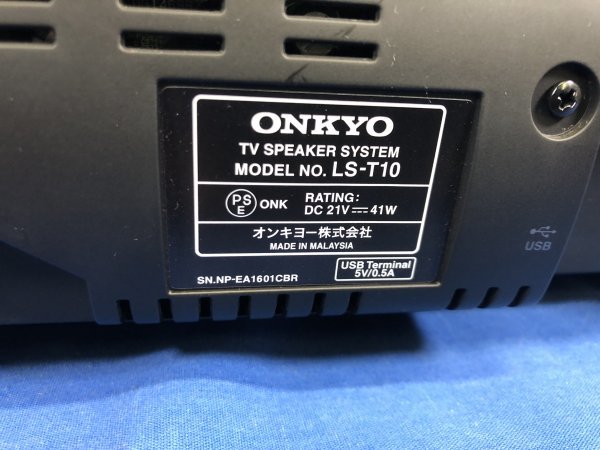 ONKYO
TV SPEAKER SYSTEM
MODEL NO. LS-T10
PS
E
ONK
RATING:
DC 21V⎓41W
オンキヨー株式会社
MADE IN MALAYSIA
SN.NP-EA1601CBR
USB Terminal
5V/0.5A
USB